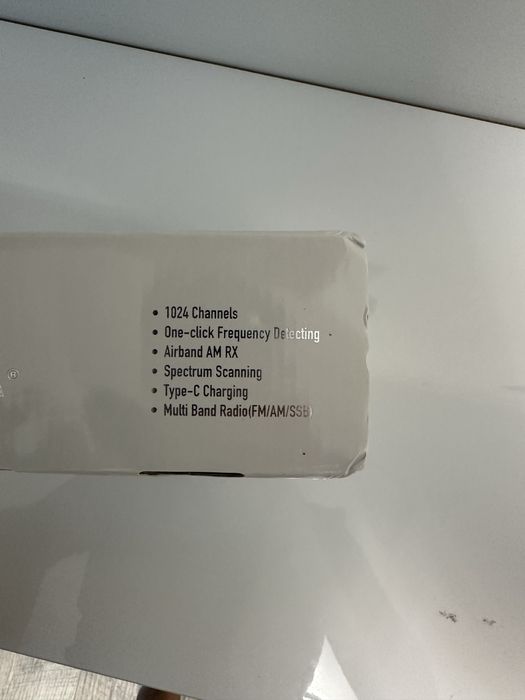 • 1024 Channels
• One-click Frequency Detecting
• Airband AM RX
• Spectrum Scanning
• Type-C Charging
• Multi Band Radio(FM/AM/SSB)
®